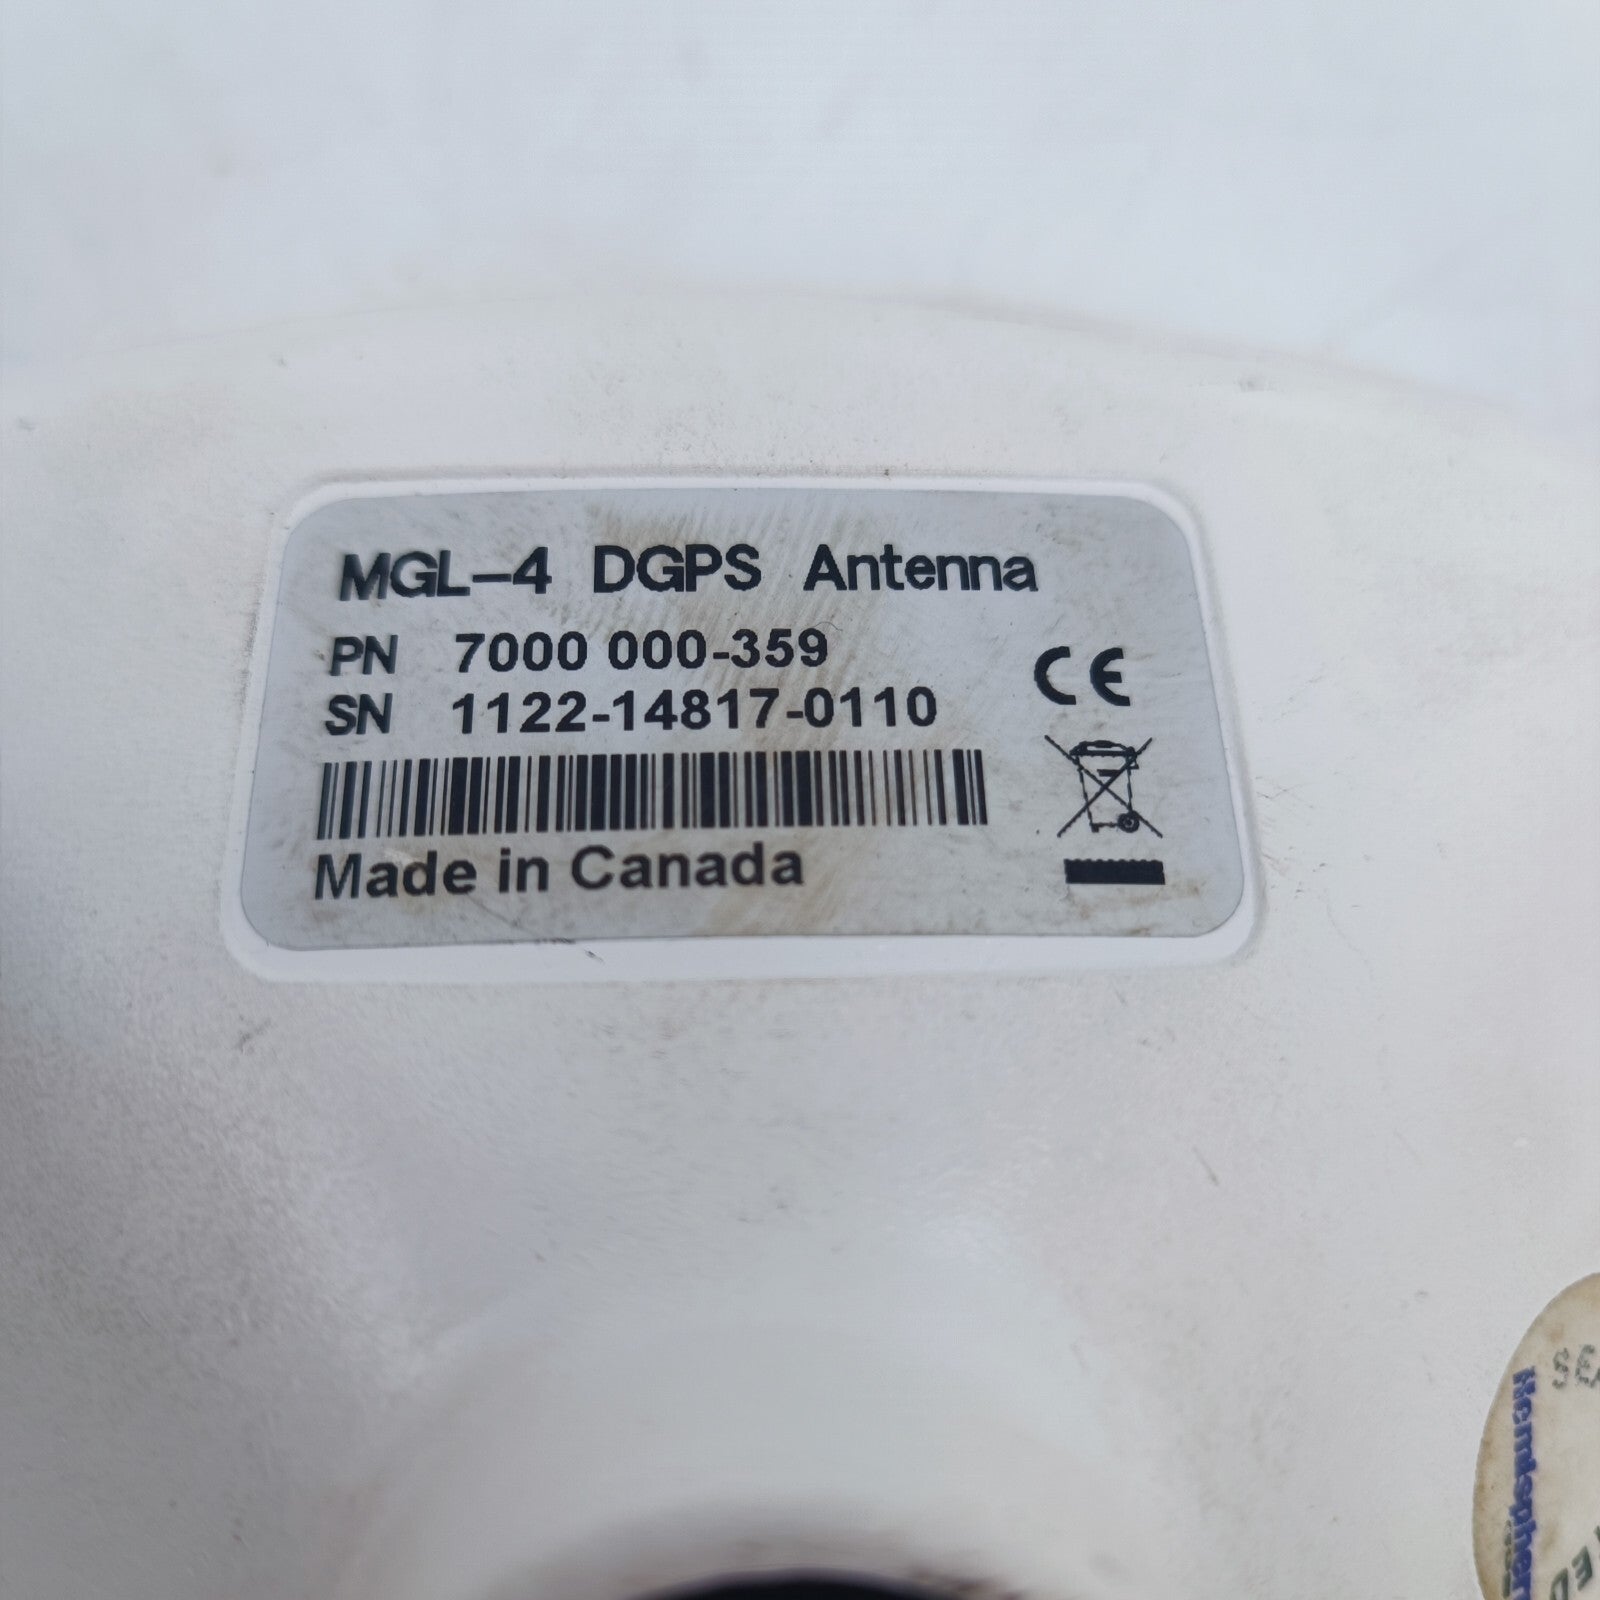 MGL-4 DGPS Antenna
PN 7000 000-359
SN 1122-14817-0110
CE
Made in Canada